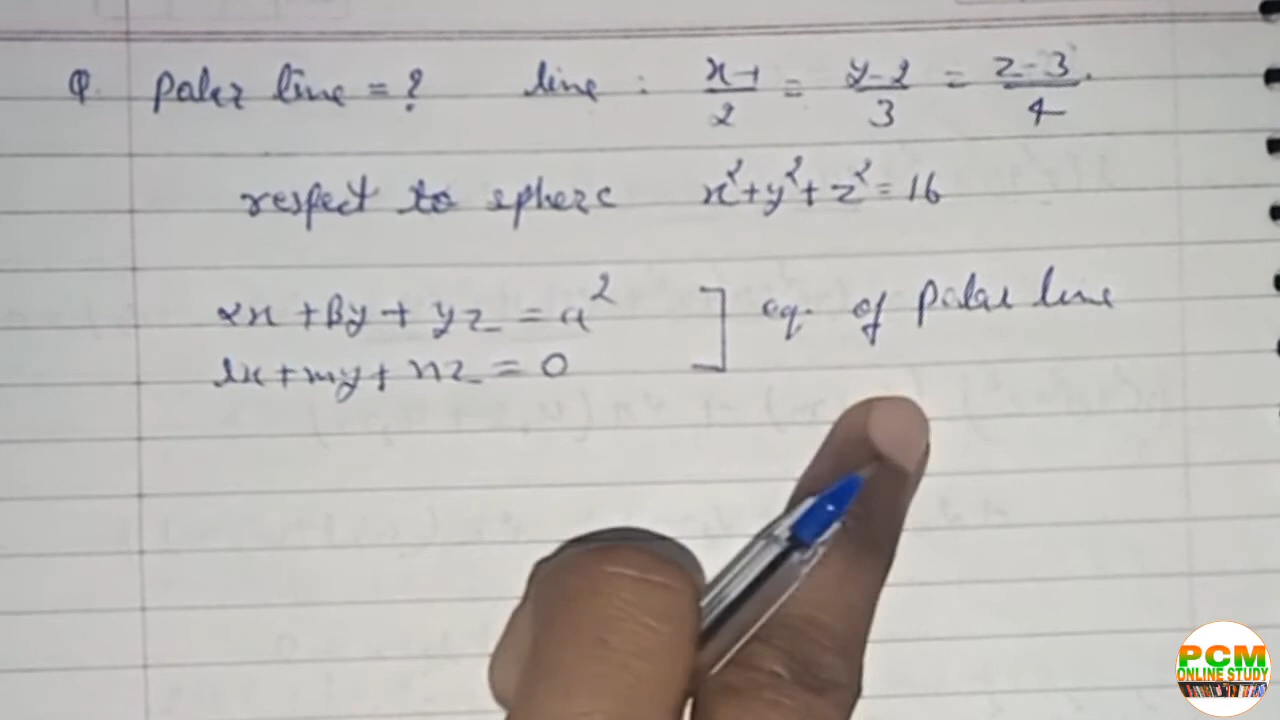 Q. Polar line = ? line : x-1/2 = y-2/3 = z-3/4.
respect to sphere x²+y²+z²=16
αx+βy+γz=a² ] eq. of Polar line
lx+my+nz=0
PCM
ONLINE STUDY